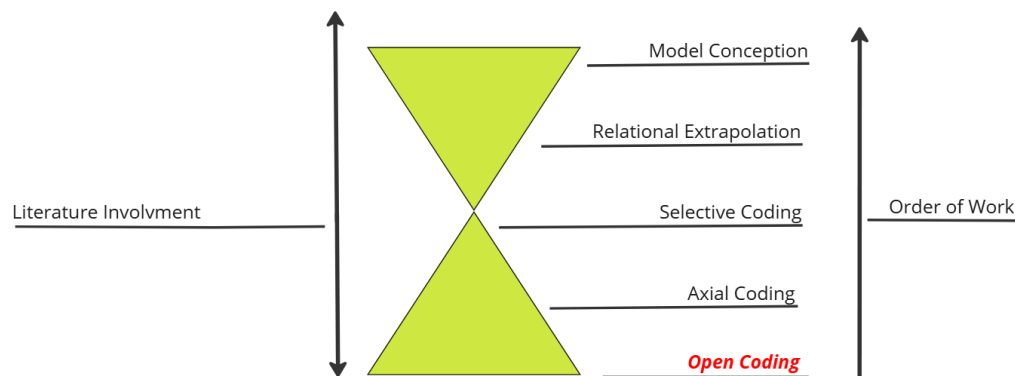 Model Conception
Relational Extrapolation
Literature Involvment
Selective Coding
Order of Work
Axial Coding
Open Coding